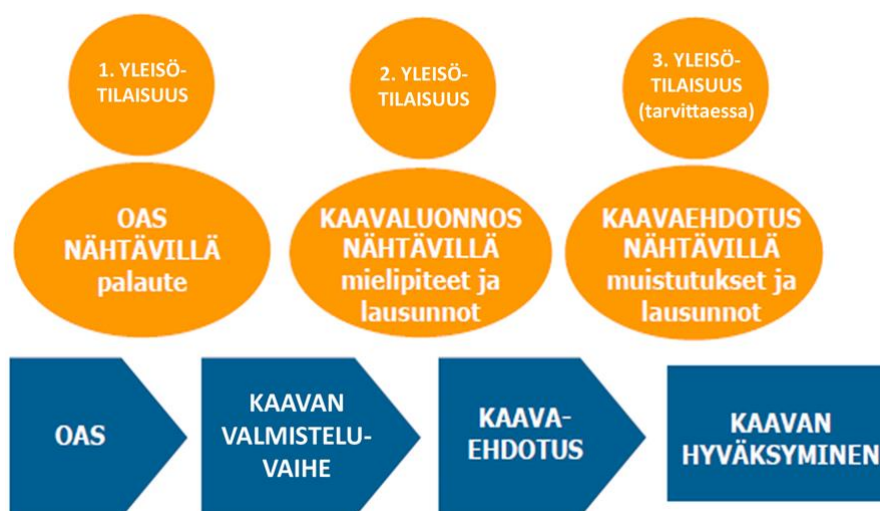 1. YLEISÖ-
TILAISUUS
2. YLEISÖ-
TILAISUUS
3. YLEISÖ-
TILAISUUS
(tarvittaessa)
OAS
NÄHTÄVILLÄ
palaute
KAAVALUONNOS
NÄHTÄVILLÄ
mielipiteet ja
lausunnot
KAAVAEHDOTUS
NÄHTÄVILLÄ
muistutukset ja
lausunnot
OAS
KAAVAN
VALMISTELU-
VAIHE
KAAVA-
EHDOTUS
KAAVAN
HYVÄKSYMINEN